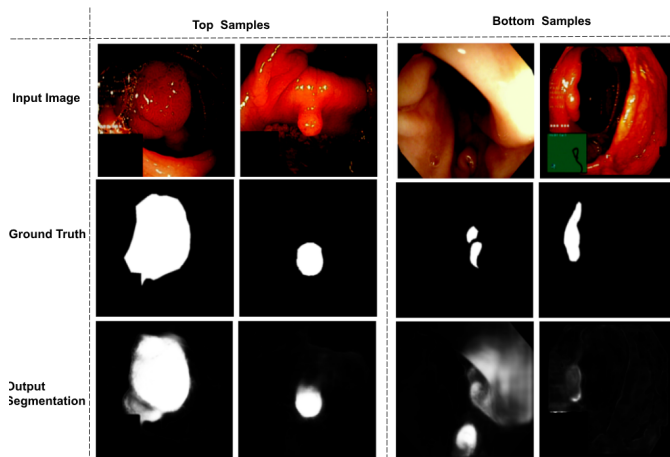 Top Samples
Bottom Samples
Input Image
Ground Truth
Output
Segmentation